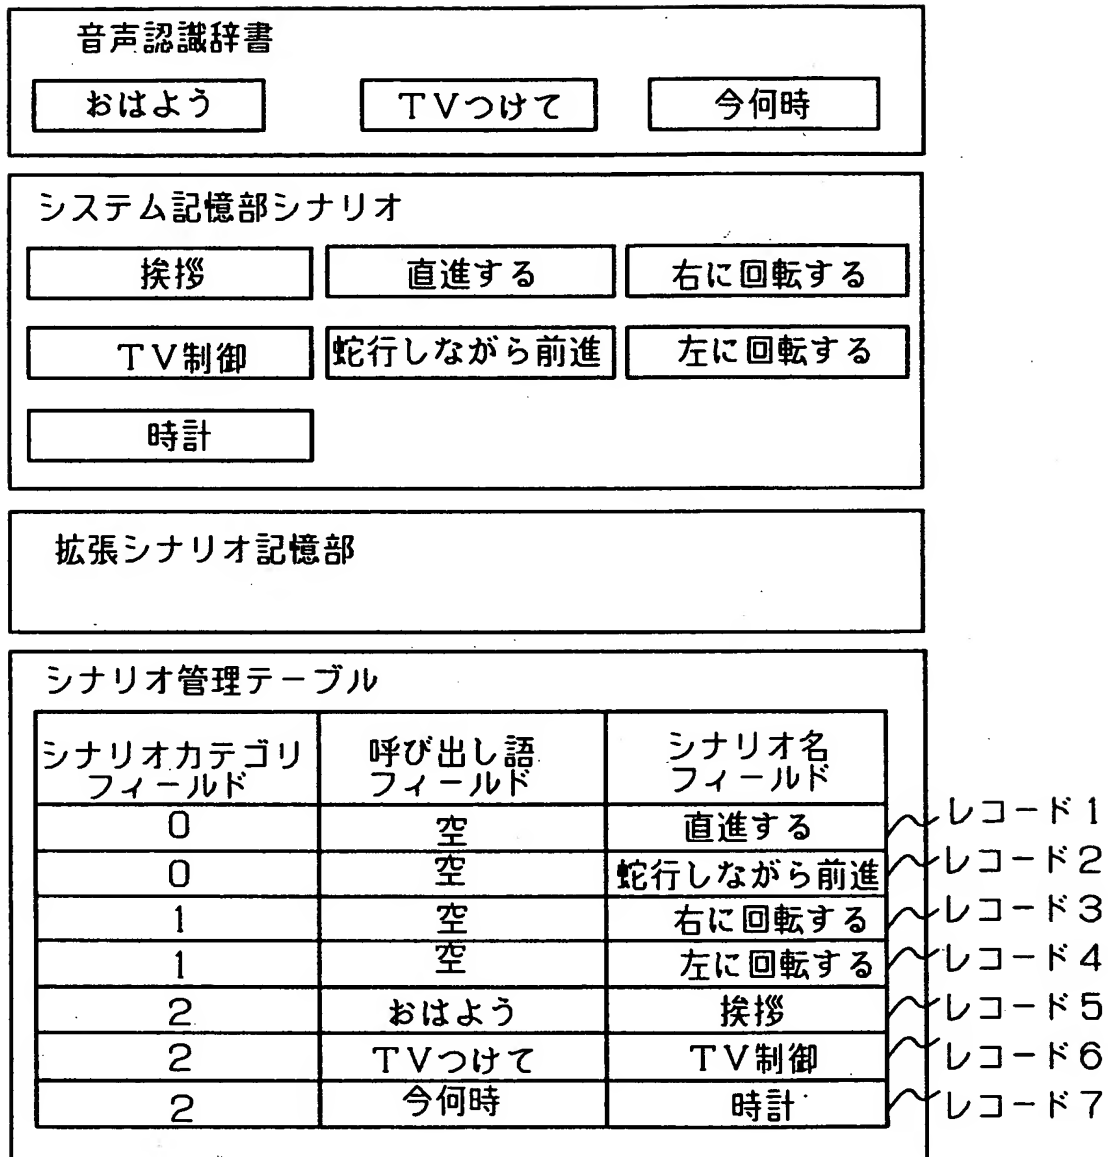 音声認識辞書
おはよう TVつけて 今何時
システム記憶部シナリオ
挨拶 直進する 右に回転する
TV制御 蛇行しながら前進 左に回転する
時計
拡張シナリオ記憶部
シナリオ管理テーブル
シナリオカテゴリ 呼び出し語 シナリオ名
フィールド フィールド フィールド
0 空 直進する レコード1
0 空 蛇行しながら前進 レコード2
1 空 右に回転する レコード3
1 空 左に回転する レコード4
2 おはよう 挨拶 レコード5
2 TVつけて TV制御 レコード6
2 今何時 時計 レコード7